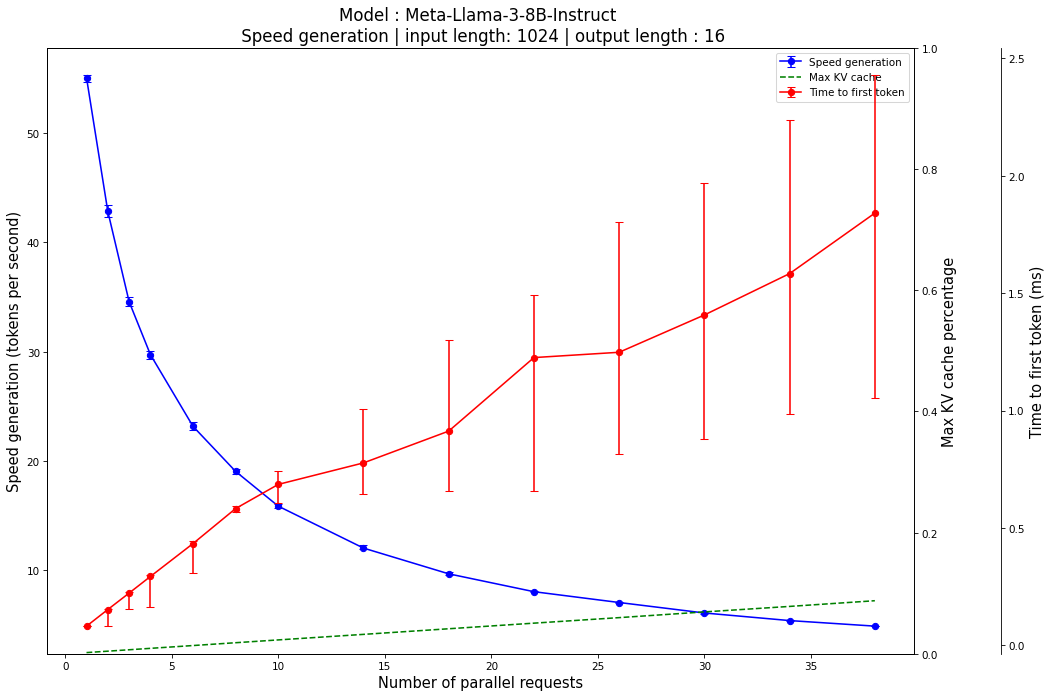 Model : Meta-Llama-3-8B-Instruct
Speed generation | input length: 1024 | output length : 16
Speed generation
Max KV cache
Time to first token
Speed generation (tokens per second)
50
40
30
20
10
1.0
0.8
0.6
0.4
0.2
0.0
Max KV cache percentage
2.5
2.0
1.5
1.0
0.5
0.0
Time to first token (ms)
0
5
10
15
20
25
30
35
Number of parallel requests